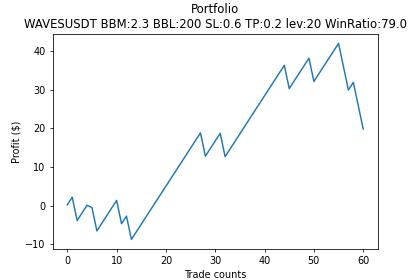 Portfolio
WAVESUSDT BBM:2.3 BBL:200 SL:0.6 TP:0.2 lev:20 WinRatio:79.0
40
30
20
10
0
−10
Profit ($)
0 10 20 30 40 50 60
Trade counts